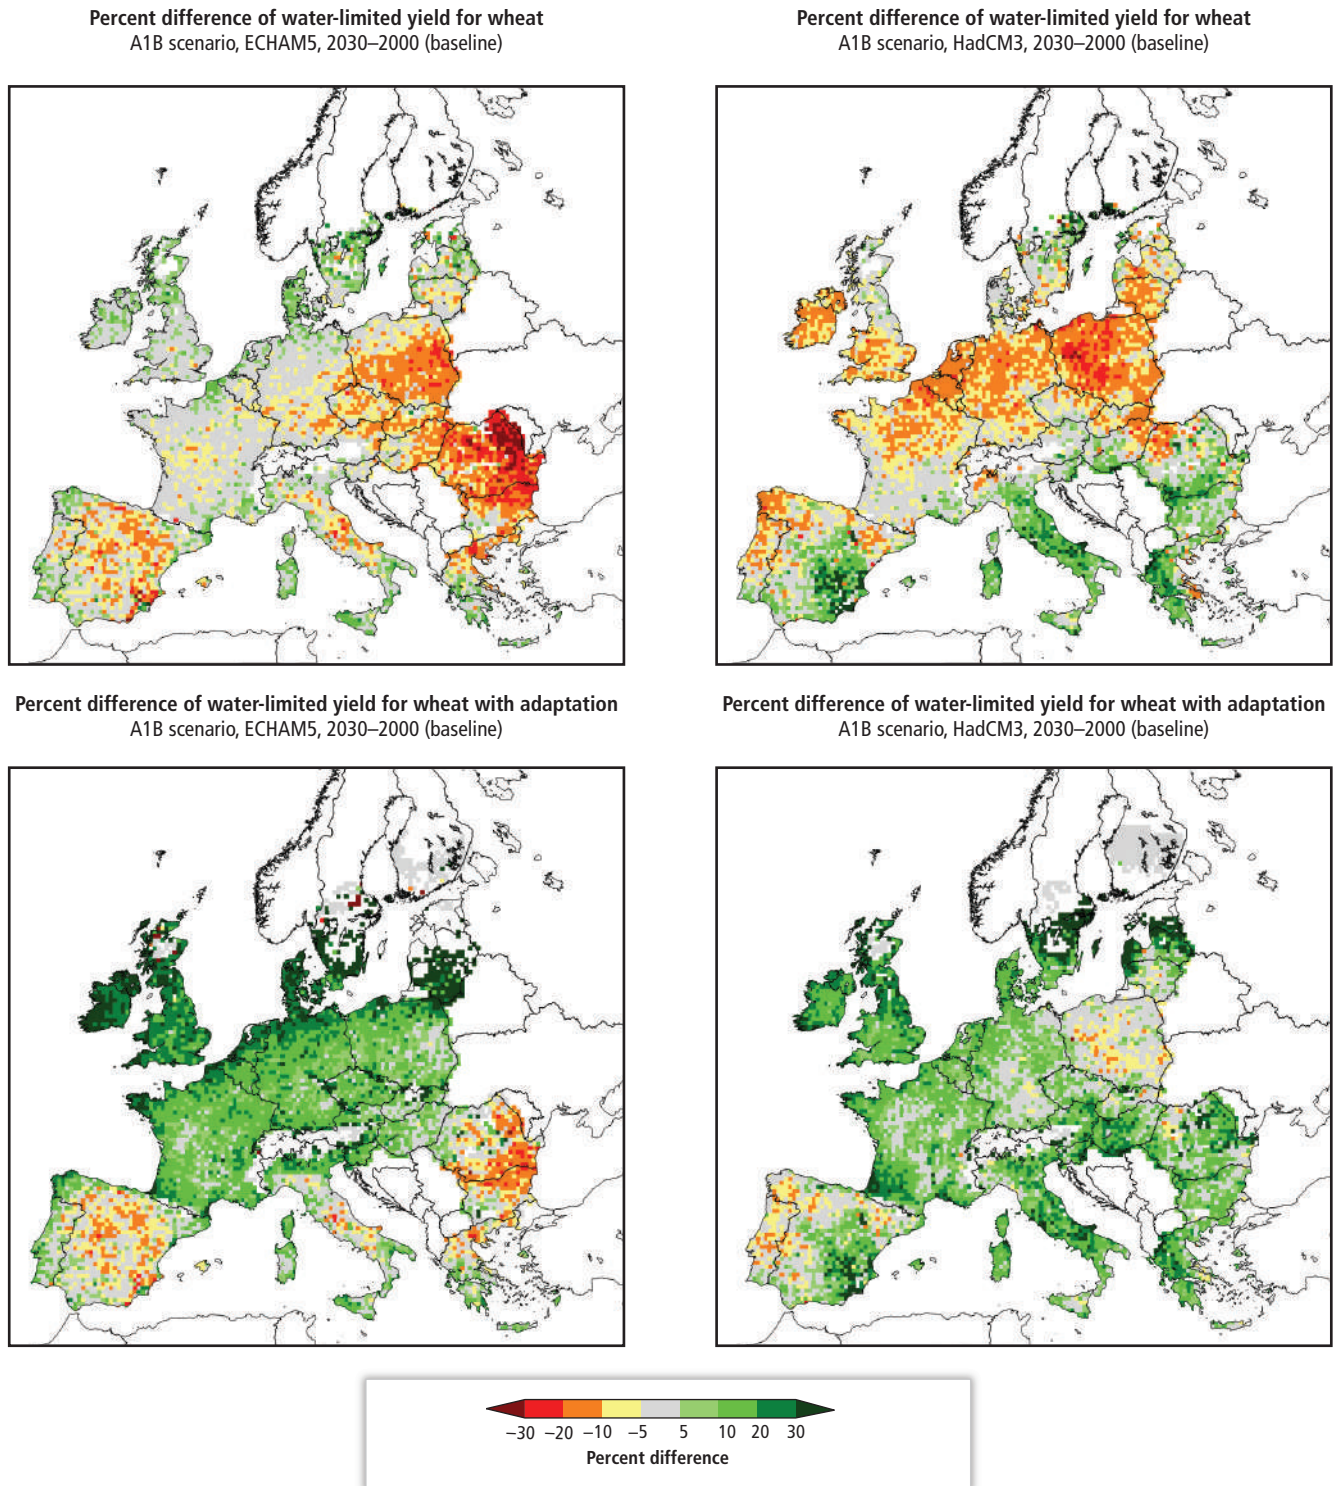 Percent difference of water-limited yield for wheat
A1B scenario, ECHAM5, 2030–2000 (baseline)
Percent difference of water-limited yield for wheat
A1B scenario, HadCM3, 2030–2000 (baseline)
Percent difference of water-limited yield for wheat with adaptation
A1B scenario, ECHAM5, 2030–2000 (baseline)
Percent difference of water-limited yield for wheat with adaptation
A1B scenario, HadCM3, 2030–2000 (baseline)
−30 −20 −10 −5 5 10 20 30
Percent difference